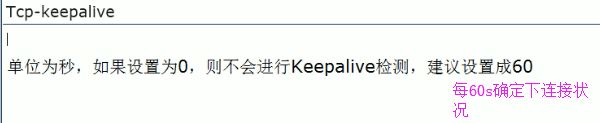 Tcp-keepalive
单位为秒，如果设置为0，则不会进行Keepalive检测，建议设置成60
每60s确定下连接状
况